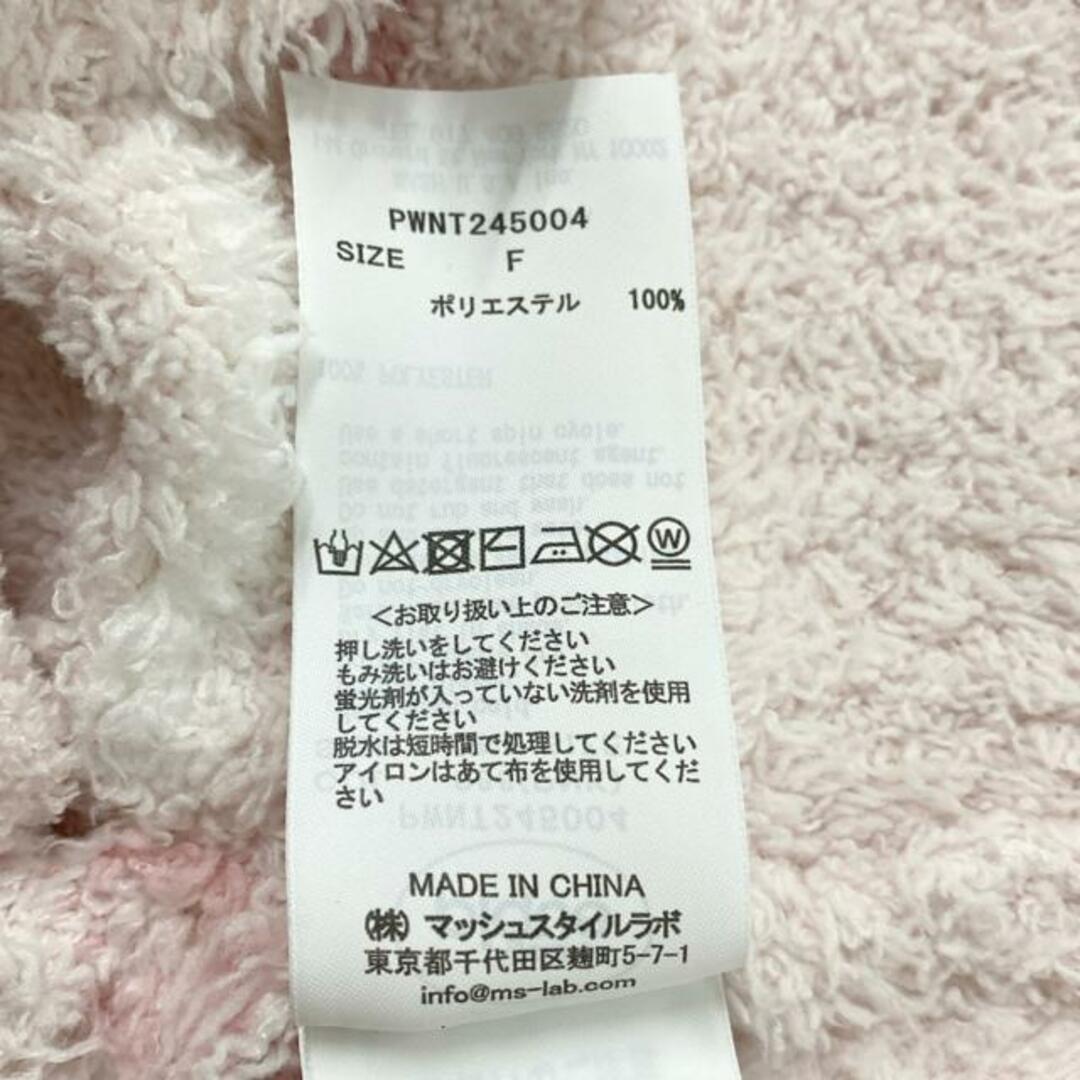 PWNT245004
SIZE F
ポリエステル 100%
W
＜お取り扱い上のご注意＞
押し洗いをしてください
もみ洗いはお避けください
蛍光剤が入っていない洗剤を使用
してください
脱水は短時間で処理してください
アイロンはあて布を使用してくだ
さい
MADE IN CHINA
㈱ マッシュスタイルラボ
東京都千代田区麹町5-7-1
info@ms-lab.com